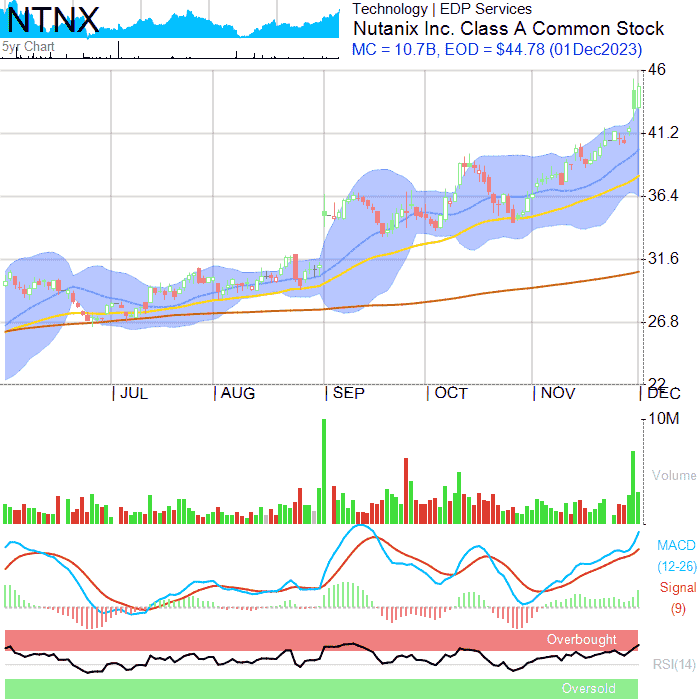 NTNX
5yr Chart
Technology | EDP Services
Nutanix Inc. Class A Common Stock
MC = 10.7B, EOD = $44.78 (01Dec2023)
46
41.2
36.4
31.6
26.8
22
JUL
AUG
SEP
OCT
NOV
DEC
10M
Volume
MACD
(12-26)
Signal
(9)
Overbought
RSI(14)
Oversold